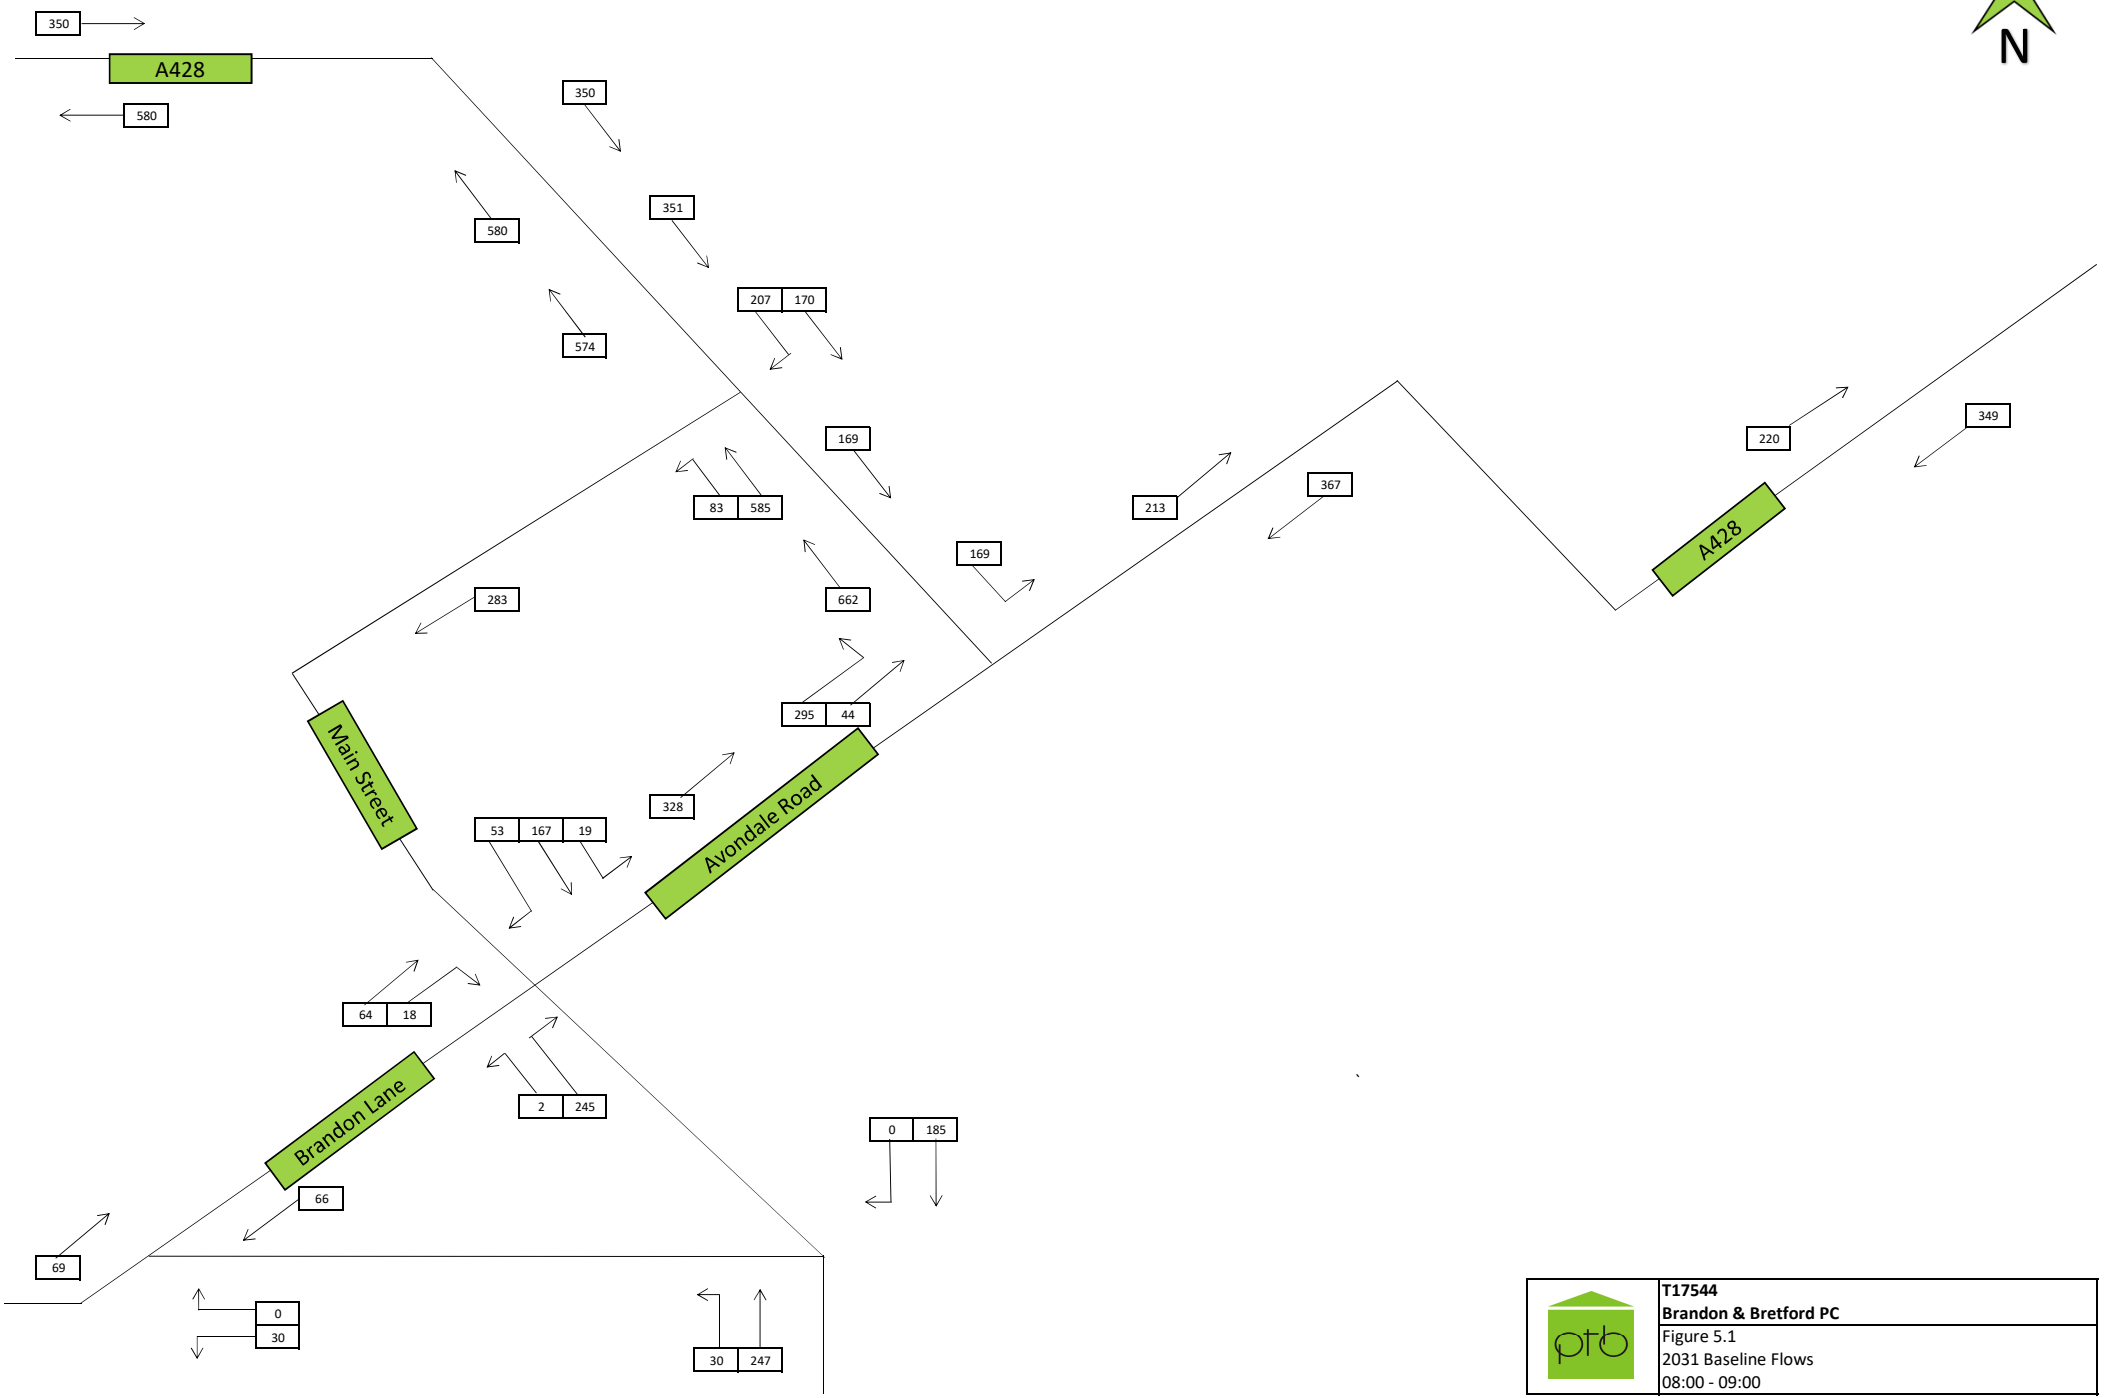 350
N
A428
580
350
351
580
207 170
574
169
220
349
367
213
83 585
A428
169
283
662
295 44
Main Street
328
53 167 19
Avondale Road
64 18
Brandon Lane
2 245
`
0 185
66
69
0
30
30 247
ptb
T17544
Brandon & Bretford PC
Figure 5.1
2031 Baseline Flows
08:00 - 09:00